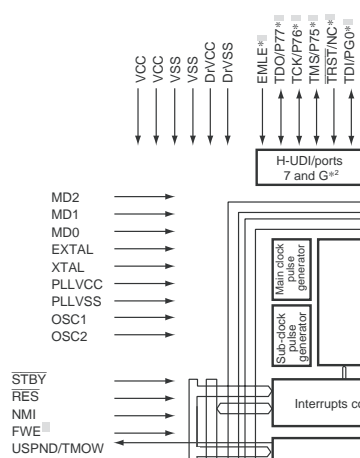 VCC
VCC
VSS
VSS
DrVCC
DrVSS
EMLE*
TDO/P77*
TCK/P76*
TMS/P75*
TRST/NC*
TDI/PG0*
H-UDI/ports
7 and G*²
MD2
MD1
MD0
EXTAL
XTAL
PLLVCC
PLLVSS
OSC1
OSC2
Main clock
pulse
generator
Sub-clock
pulse
generator
STBY
RES
NMI
FWE
USPND/TMOW
Interrupts